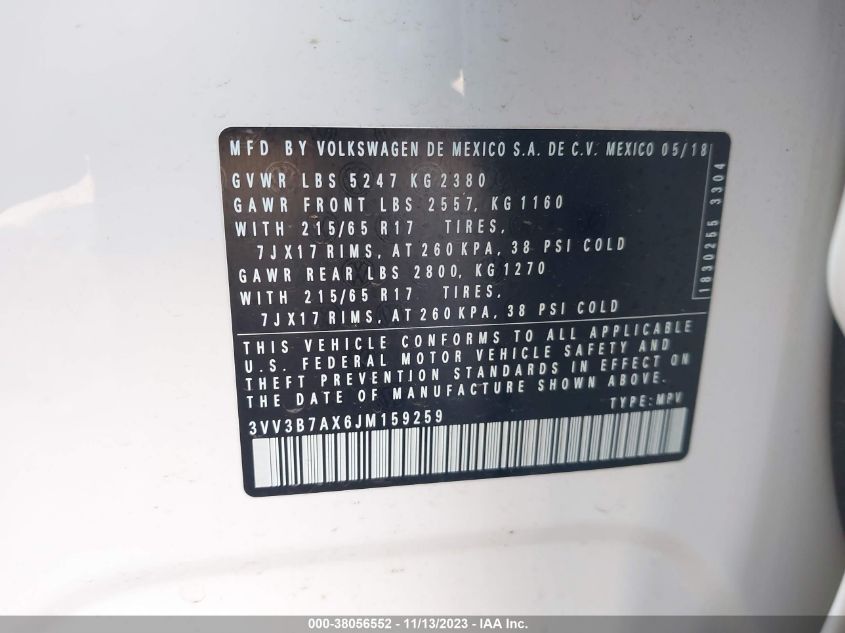 MFD BY VOLKSWAGEN DE MEXICO S.A. DE C.V. MEXICO 05/18
GVWR LBS 5247 KG 2380
GAWR FRONT LBS 2557, KG 1160
WITH 215/65 R17 TIRES,
7JX17 RIMS, AT 260 KPA, 38 PSI COLD
GAWR REAR LBS 2800, KG 1270
WITH 215/65 R17 TIRES,
7JX17 RIMS, AT 260 KPA, 38 PSI COLD
1830255 3304
THIS VEHICLE CONFORMS TO ALL APPLICABLE
U.S. FEDERAL MOTOR VEHICLE SAFETY AND
THEFT PREVENTION STANDARDS IN EFFECT ON
THE DATE OF MANUFACTURE SHOWN ABOVE.
TYPE: MPV
3VV3B7AX6JM159259
000-38056552 - 11/13/2023 - IAA Inc.